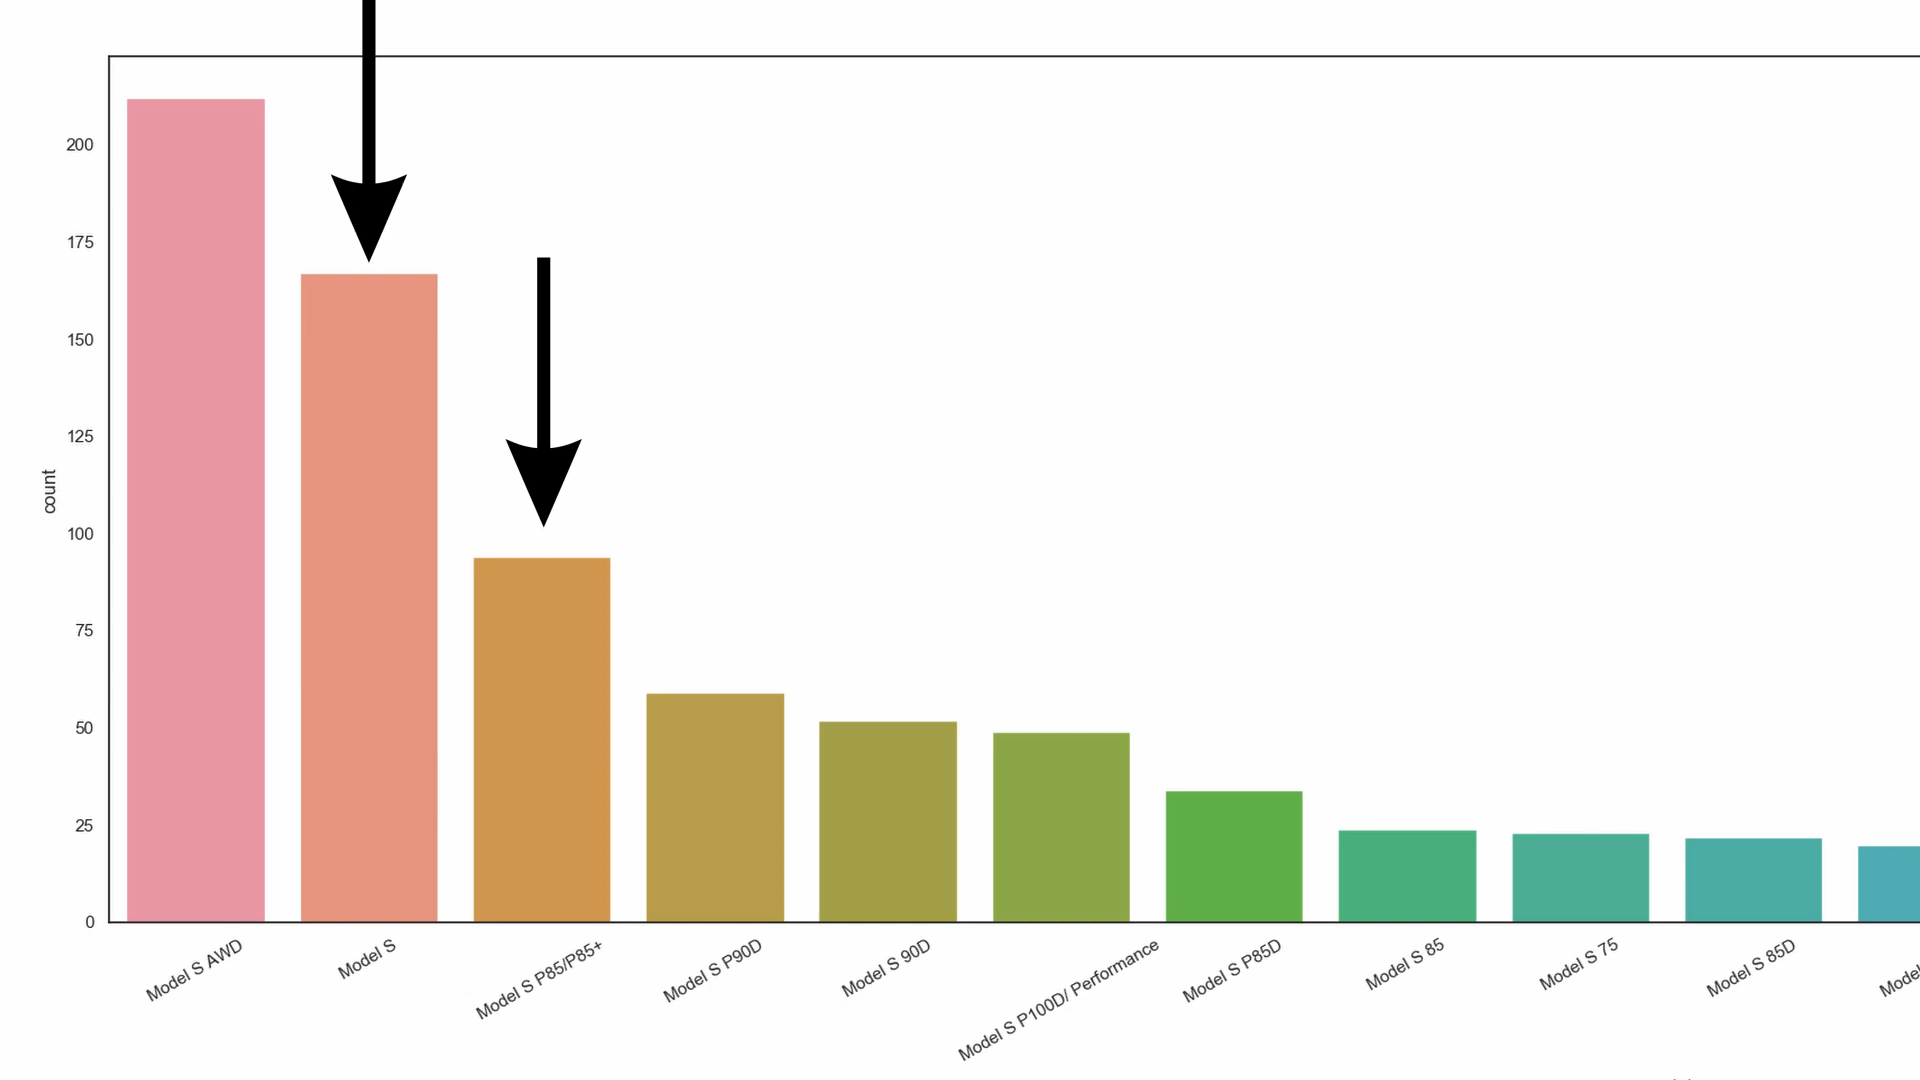 200
175
150
125
100
75
50
25
0
count
Model S AWD
Model S
Model S P85/P85+
Model S P90D
Model S 90D
Model S P100D/ Performance
Model S P85D
Model S 85
Model S 75
Model S 85D